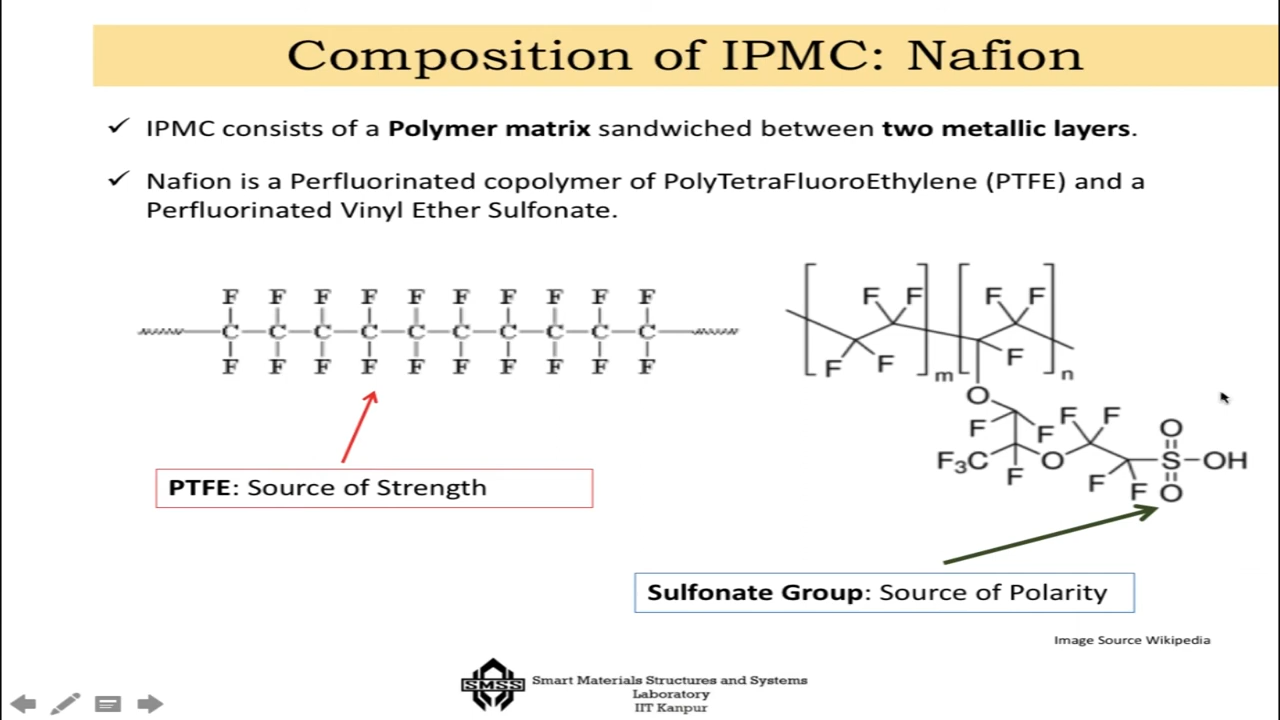 Composition of IPMC: Nafion
✓ IPMC consists of a Polymer matrix sandwiched between two metallic layers.
✓ Nafion is a Perfluorinated copolymer of PolyTetraFluoroEthylene (PTFE) and a
Perfluorinated Vinyl Ether Sulfonate.
F F F F F F F F F F
C C C C C C C C C C
F F F F F F F F F F
PTFE: Source of Strength
F F F F
F F F
m n
O
F F F F O
F3C O S OH
F F F O
Sulfonate Group: Source of Polarity
Image Source Wikipedia
SMSS
Smart Materials Structures and Systems
Laboratory
IIT Kanpur